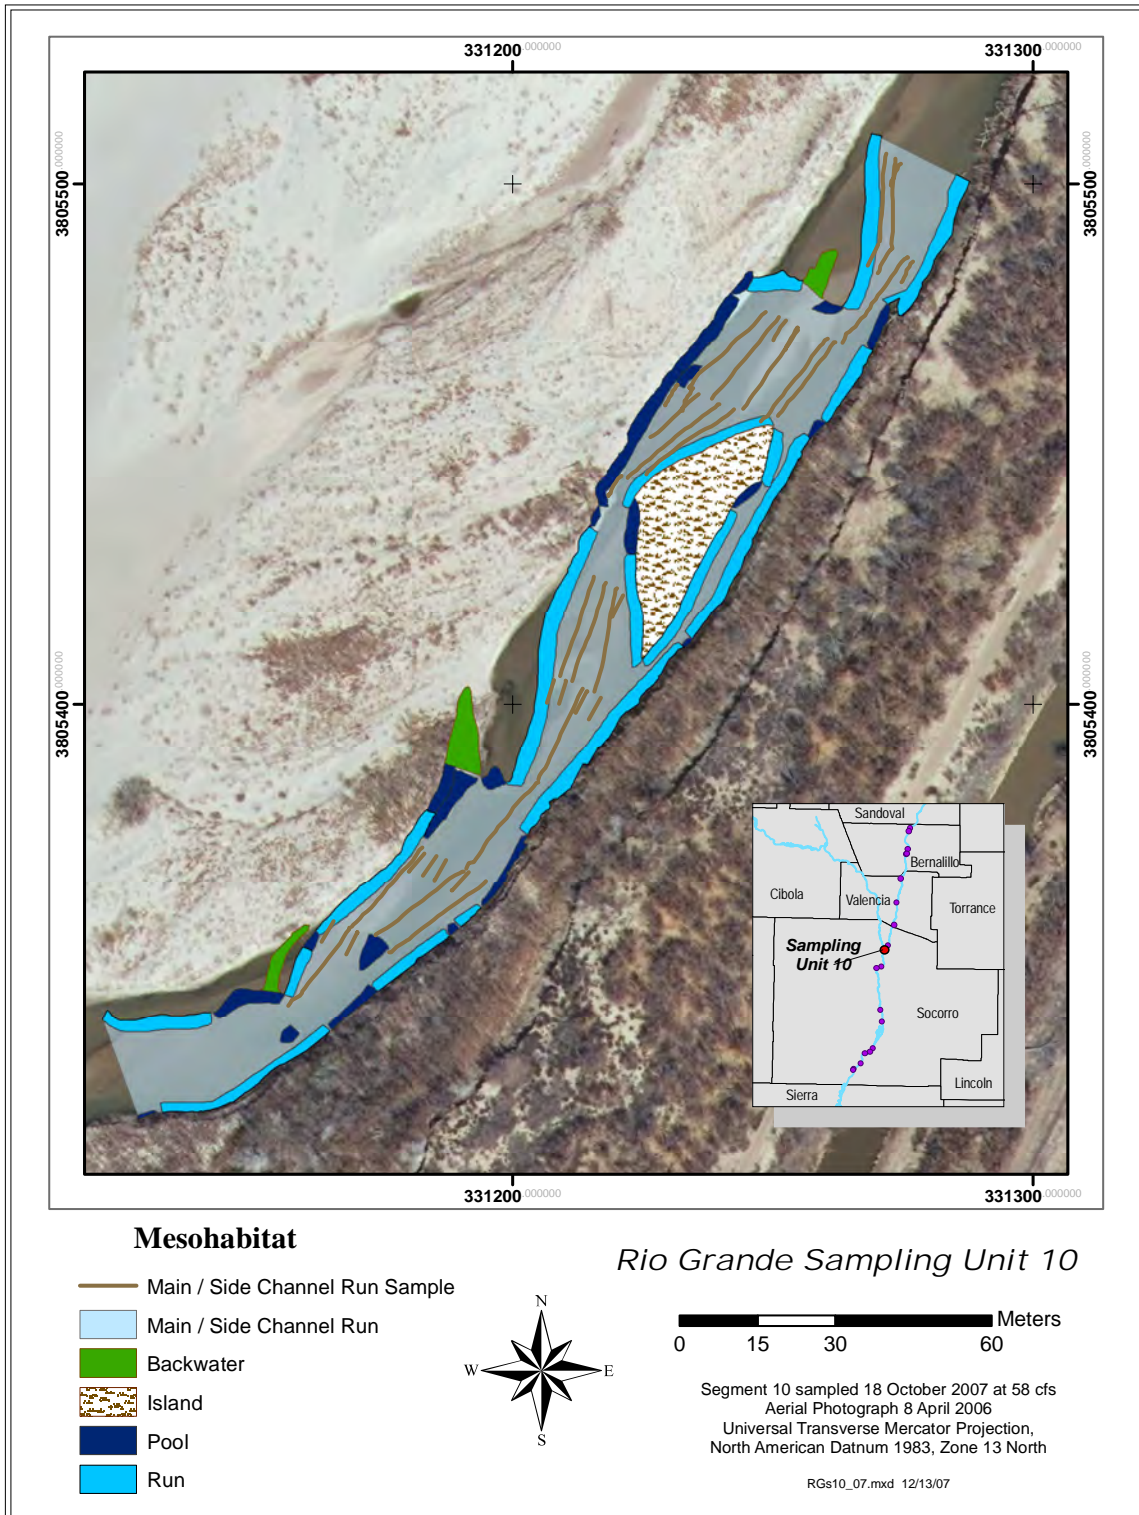 331200.000000
331300.000000
3805500.000000
3805500.000000
3805400.000000
3805400.000000
Sandoval
Bernalillo
Cibola
Valencia
Torrance
Sampling
Unit 10
Socorro
Lincoln
Sierra
331200.000000
331300.000000
Mesohabitat
Main / Side Channel Run Sample
Main / Side Channel Run
Backwater
Island
Pool
Run
N
W
E
S
Rio Grande Sampling Unit 10
Meters
0 15 30 60
Segment 10 sampled 18 October 2007 at 58 cfs
Aerial Photograph 8 April 2006
Universal Transverse Mercator Projection,
North American Datnum 1983, Zone 13 North
RGs10_07.mxd 12/13/07